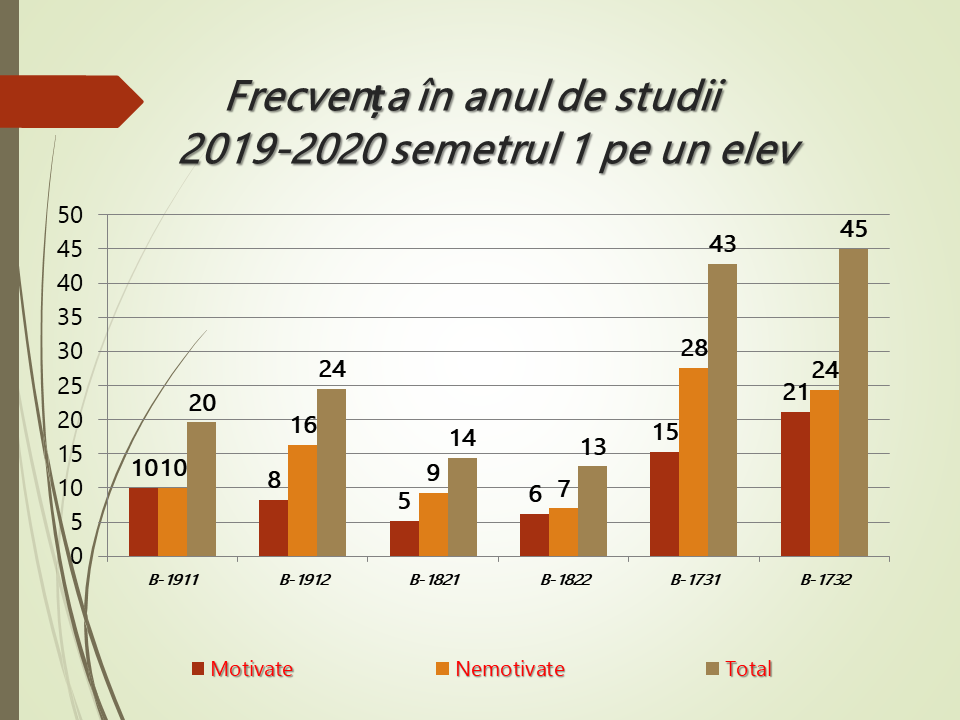 Frecvența în anul de studii
2019-2020 semetrul 1 pe un elev
50
45
40
35
30
25
20
15
10
5
0
10 10 20
8 16 24
5 9 14
6 7 13
15 28 43
21 24 45
B-1911 B-1912 B-1821 B-1822 B-1731 B-1732
Motivate Nemotivate Total